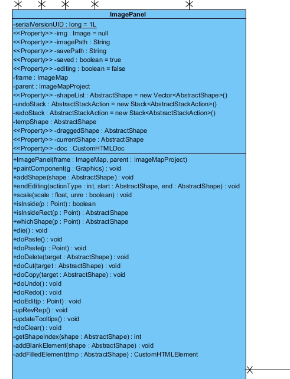 ImagePanel
-serialVersionUID : long = 1L
<<Property>> -img : Image = null
<<Property>> -imagePath : String
<<Property>> -savePath : String
<<Property>> -saved : boolean = true
<<Property>> -editing : boolean = false
-frame : ImageMap
-parent : ImageMapProject
<<Property>> -shapeList : AbstractShape = new Vector<AbstractShape>()
-undoStack : AbstractStackAction = new Stack<AbstractStackAction>()
-redoStack : AbstractStackAction = new Stack<AbstractStackAction>()
-tempShape : AbstractShape
<<Property>> -draggedShape : AbstractShape
<<Property>> -currentShape : AbstractShape
<<Property>> -doc : CustomHTMLDoc
+ImagePanel(frame : ImageMap, parent : ImageMapProject)
+paintComponent(g : Graphics) : void
+addShape(shape : AbstractShape) : void
+endEditing(actionType : int, start : AbstractShape, end : AbstractShape) : void
+scale(scale : float, undo : boolean) : void
+isInside(p : Point) : boolean
+isInsideRect(p : Point) : AbstractShape
+whichShape(p : Point) : AbstractShape
+die() : void
+doPaste() : void
+doPaste(p : Point) : void
+doDelete(target : AbstractShape) : void
+doCut(target : AbstractShape) : void
+doCopy(target : AbstractShape) : void
+doUndo() : void
+doRedo() : void
+doEdit(p : Point) : void
-upRevRep() : void
-updateTooltips() : void
+doClear() : void
-getShapeIndex(shape : AbstractShape) : int
-addBlankElement(shape : AbstractShape) : void
-addFilledElement(tmp : AbstractShape) : CustomHTMLElement